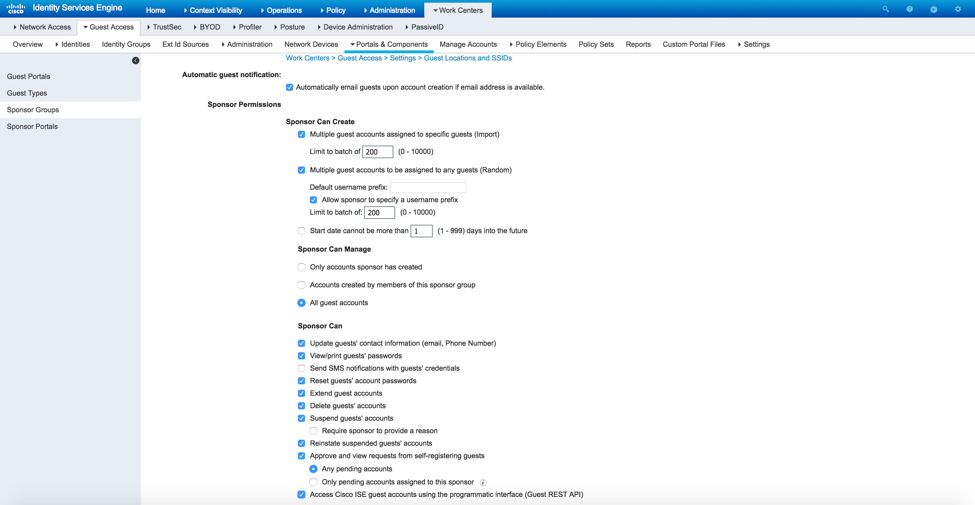 cisco Identity Services Engine Home Context Visibility Operations Policy Administration Work Centers
Network Access Guest Access TrustSec BYOD Profiler Posture Device Administration PassiveID
Overview Identities Identity Groups Ext Id Sources Administration Network Devices Portals & Components Manage Accounts Policy Elements Policy Sets Reports Custom Portal Files Settings
Guest Portals
Guest Types
Sponsor Groups
Sponsor Portals
Work Centers > Guest Access > Settings > Guest Locations and SSIDs
Automatic guest notification:
Automatically email guests upon account creation if email address is available.
Sponsor Permissions
Sponsor Can Create
Multiple guest accounts assigned to specific guests (Import)
Limit to batch of 200 (0 - 10000)
Multiple guest accounts to be assigned to any guests (Random)
Default username prefix:
Allow sponsor to specify a username prefix
Limit to batch of: 200 (0 - 10000)
Start date cannot be more than 1 (1 - 999) days into the future
Sponsor Can Manage
Only accounts sponsor has created
Accounts created by members of this sponsor group
All guest accounts
Sponsor Can
Update guests' contact information (email, Phone Number)
View/print guests' passwords
Send SMS notifications with guests' credentials
Reset guests' account passwords
Extend guest accounts
Delete guests' accounts
Suspend guests' accounts
Require sponsor to provide a reason
Reinstate suspended guests' accounts
Approve and view requests from self-registering guests
Any pending accounts
Only pending accounts assigned to this sponsor
Access Cisco ISE guest accounts using the programmatic interface (Guest REST API)